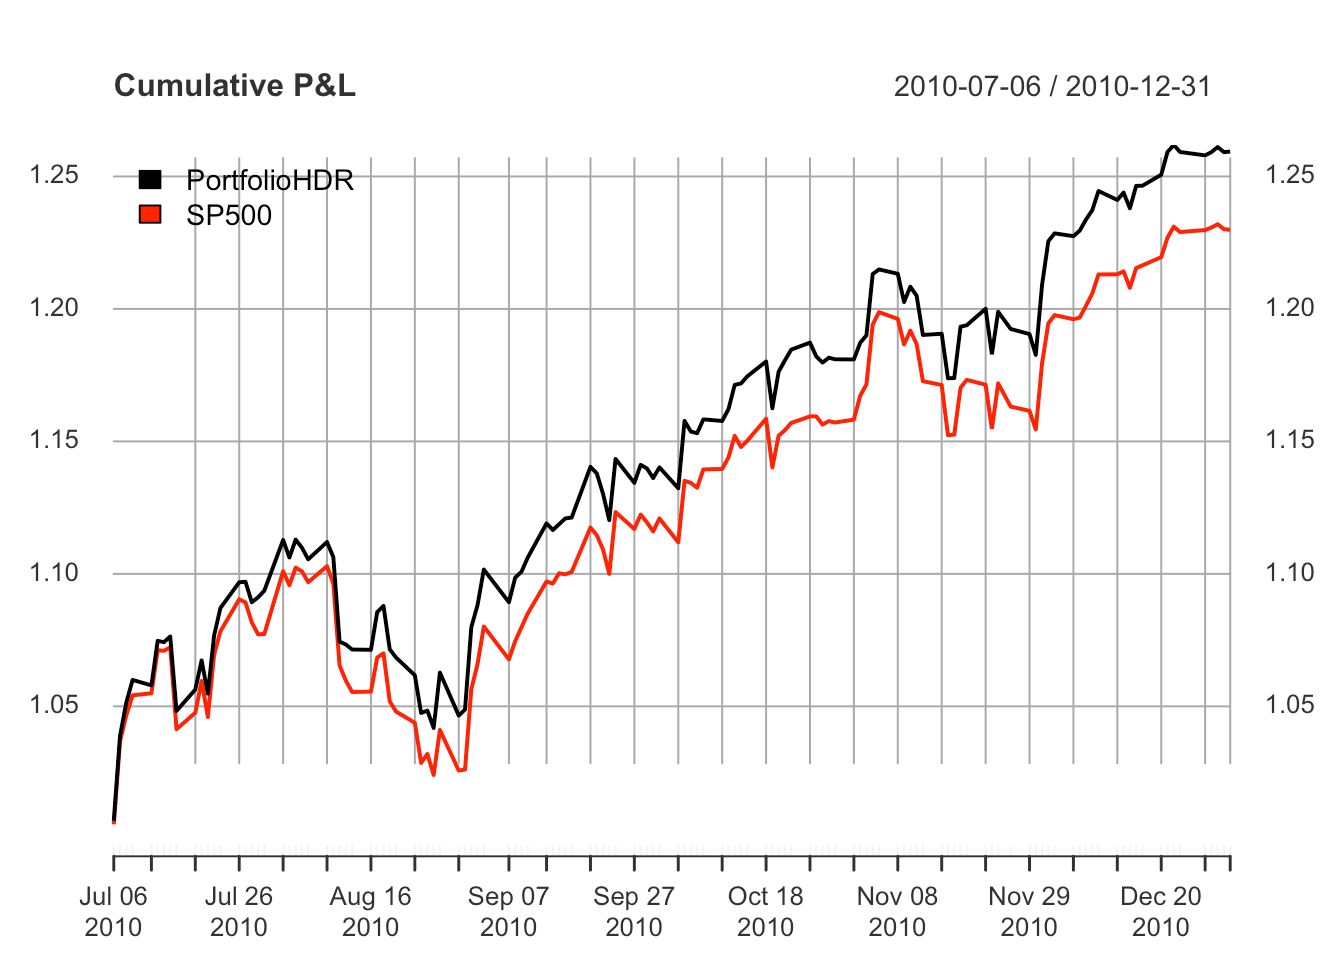 Cumulative P&L 2010-07-06 / 2010-12-31
1.25 1.25
PortfolioHDR
SP500
1.20 1.20
1.15 1.15
1.10 1.10
1.05 1.05
Jul 06 Jul 26 Aug 16 Sep 07 Sep 27 Oct 18 Nov 08 Nov 29 Dec 20
2010 2010 2010 2010 2010 2010 2010 2010 2010